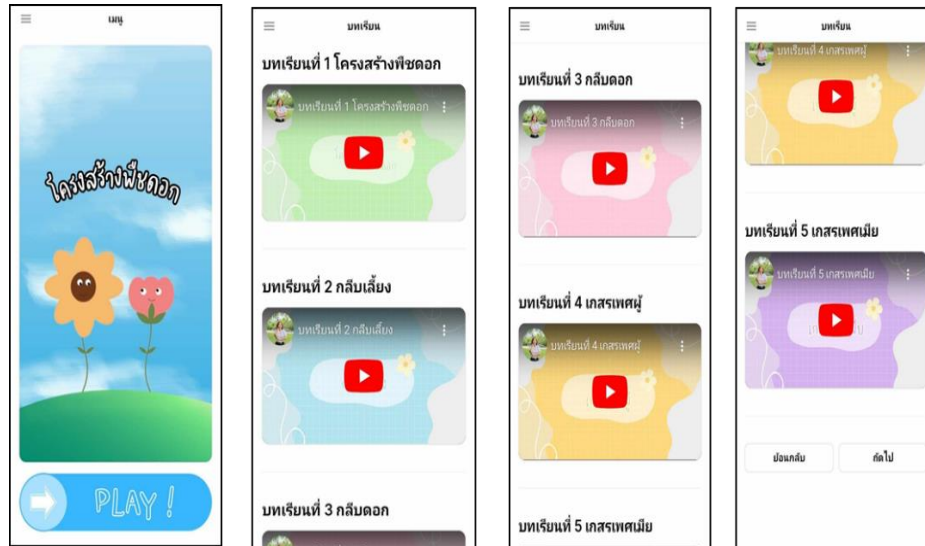 เมนู
โครงสร้างพืชดอก
PLAY !
บทเรียน
บทเรียนที่ 1 โครงสร้างพืชดอก
บทเรียนที่ 1 โครงสร้างพืชดอก
บทเรียนที่ 2 กลีบเลี้ยง
บทเรียนที่ 2 กลีบเลี้ยง
บทเรียนที่ 3 กลีบดอก
บทเรียน
บทเรียนที่ 3 กลีบดอก
บทเรียนที่ 3 กลีบดอก
บทเรียนที่ 4 เกสรเพศผู้
บทเรียนที่ 4 เกสรเพศผู้
บทเรียนที่ 5 เกสรเพศเมีย
บทเรียน
บทเรียนที่ 4 เกสรเพศผู้
บทเรียนที่ 5 เกสรเพศเมีย
บทเรียนที่ 5 เกสรเพศเมีย
ย้อนกลับ
ถัดไป